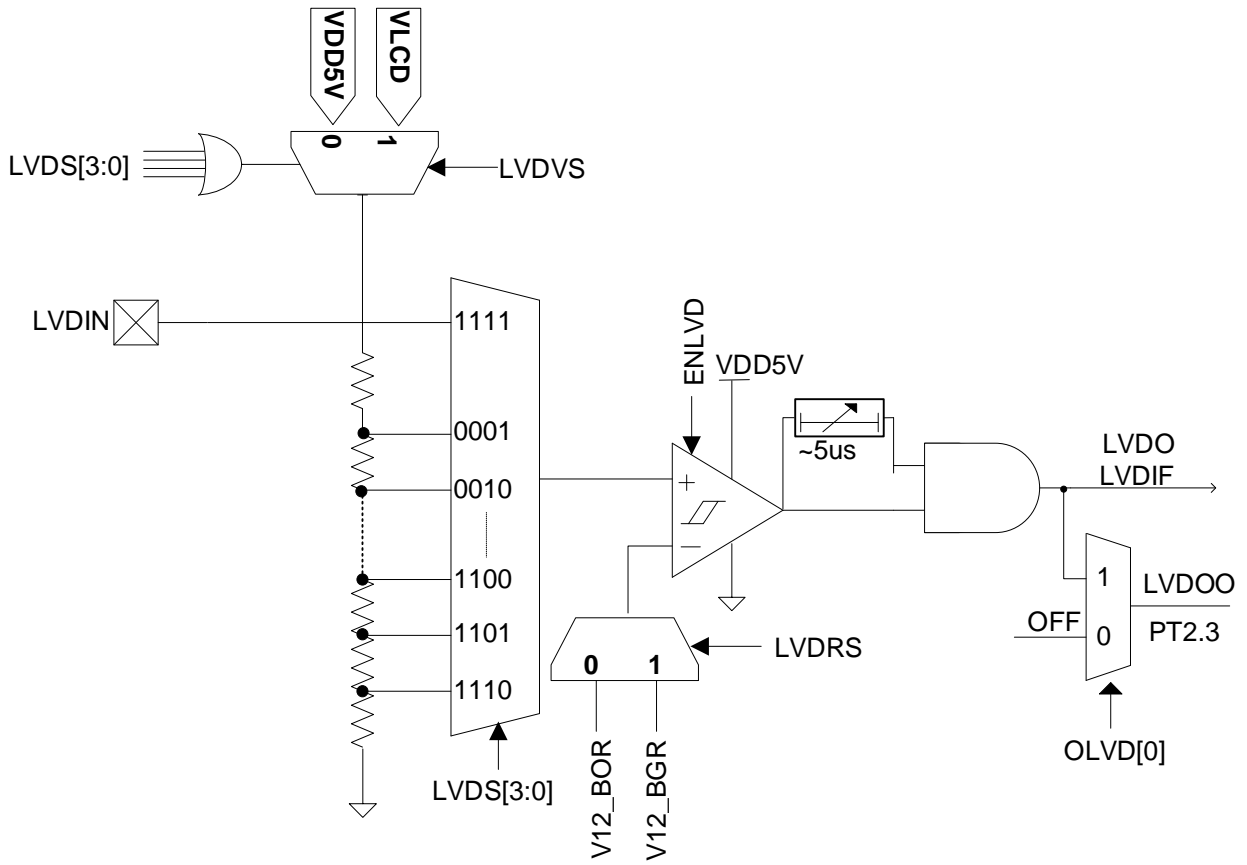 VDD5V
VLCD
0
1
LVDS[3:0]
LVDVS
LVDIN
1111
0001
0010
1100
1101
1110
LVDS[3:0]
ENLVD
VDD5V
+
−
~5us
LVDO
LVDIF
1
0
OFF
LVDOO
PT2.3
OLVD[0]
0
1
LVDRS
V12_BOR
V12_BGR